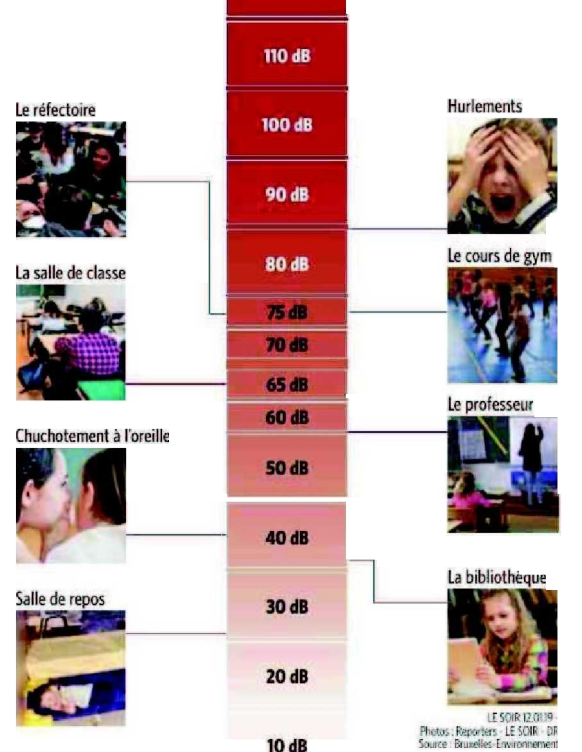 110 dB
100 dB
90 dB
80 dB
75 dB
70 dB
65 dB
60 dB
50 dB
40 dB
30 dB
20 dB
10 dB
Le réfectoire
La salle de classe
Chuchotement à l'oreille
Salle de repos
Hurlements
Le cours de gym
Le professeur
La bibliothèque
LE SOIR 12.01.19 -
Photos : Reporters - LE SOIR - DR
Source : Bruxelles-Environnement